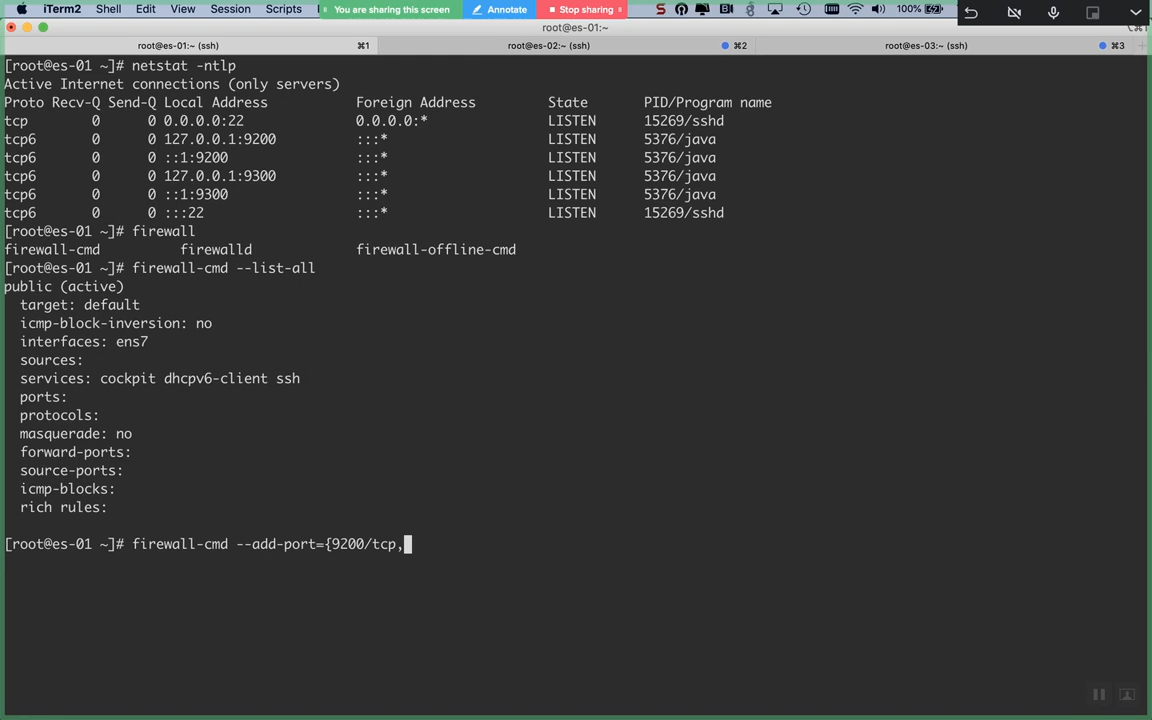 iTerm2 Shell Edit View Session Scripts You are sharing this screen Annotate Stop sharing 100%
root@es-01:~
root@es-01:~ (ssh) ⌘1 root@es-02:~ (ssh) ⌘2 root@es-03:~ (ssh) ⌘3
[root@es-01 ~]# netstat -ntlp
Active Internet connections (only servers)
Proto Recv-Q Send-Q Local Address Foreign Address State PID/Program name
tcp 0 0 0.0.0.0:22 0.0.0.0:* LISTEN 15269/sshd
tcp6 0 0 127.0.0.1:9200 :::* LISTEN 5376/java
tcp6 0 0 ::1:9200 :::* LISTEN 5376/java
tcp6 0 0 127.0.0.1:9300 :::* LISTEN 5376/java
tcp6 0 0 ::1:9300 :::* LISTEN 5376/java
tcp6 0 0 :::22 :::* LISTEN 15269/sshd
[root@es-01 ~]# firewall
firewall-cmd firewalld firewall-offline-cmd
[root@es-01 ~]# firewall-cmd --list-all
public (active)
target: default
icmp-block-inversion: no
interfaces: ens7
sources:
services: cockpit dhcpv6-client ssh
ports:
protocols:
masquerade: no
forward-ports:
source-ports:
icmp-blocks:
rich rules:
[root@es-01 ~]# firewall-cmd --add-port={9200/tcp,